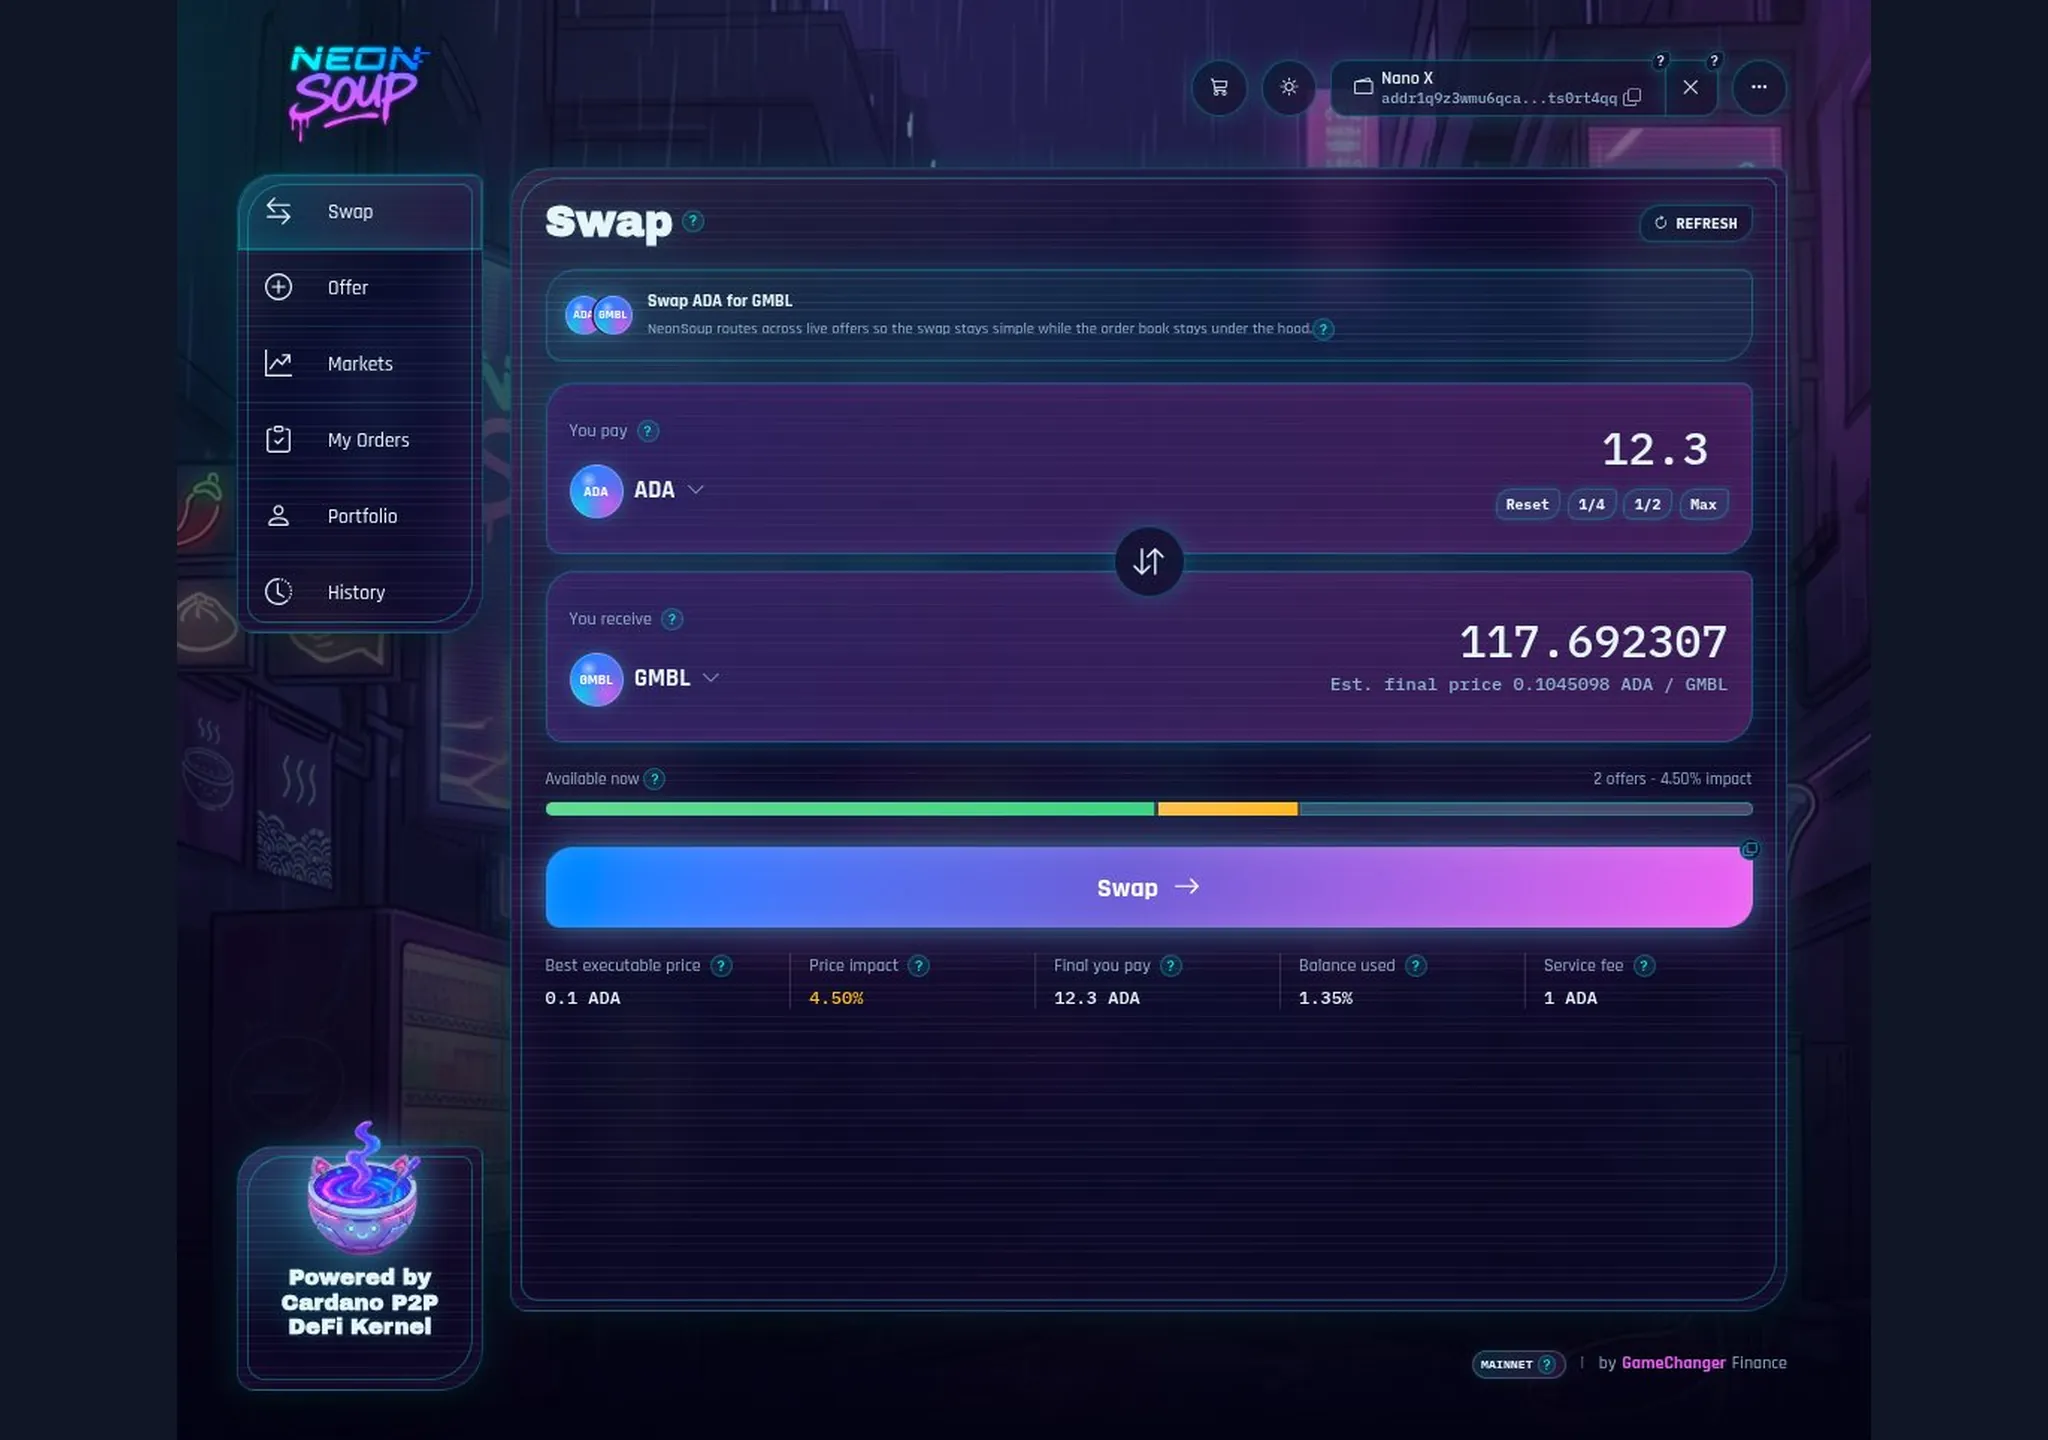 NEON
SOUP
Nano X
addr1q9z3wmu6qca...ts0rt4qq
?
?
Swap
Offer
Markets
My Orders
Portfolio
History
Swap ?
REFRESH
ADA GMBL
Swap ADA for GMBL
NeonSoup routes across live offers so the swap stays simple while the order book stays under the hood. ?
You pay ?
12.3
ADA ADA
Reset 1/4 1/2 Max
You receive ?
117.692307
GMBL GMBL
Est. final price 0.1045098 ADA / GMBL
Available now ?
2 offers - 4.50% impact
Swap
Best executable price ?
0.1 ADA
Price impact ?
4.50%
Final you pay ?
12.3 ADA
Balance used ?
1.35%
Service fee ?
1 ADA
Powered by
Cardano P2P
DeFi Kernel
MAINNET ? | by GameChanger Finance